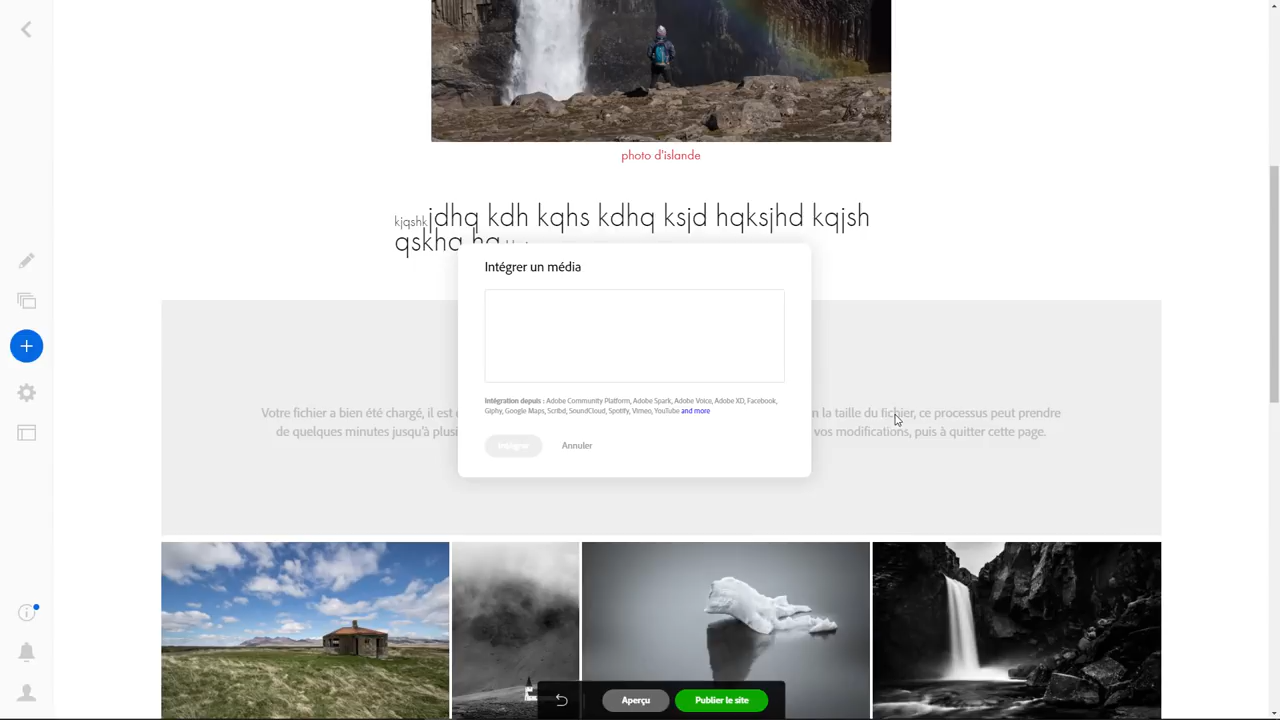 photo d'islande
kjqshkjdhq kdh kqhs kdhq ksjd hqksjhd kqjsh
qskhq hq
Intégrer un média
Votre fichier a bien été chargé, il est
n la taille du fichier, ce processus peut prendre
de quelques minutes jusqu'à
vos modifications, puis à quitter cette page.
Intégration depuis : Adobe Community Platform, Adobe Spark, Adobe Voice, Adobe XD, Facebook,
Giphy, Google Maps, Scribd, SoundCloud, Spotify, Vimeo, YouTube and more
Intégrer
Annuler
Aperçu
Publier le site